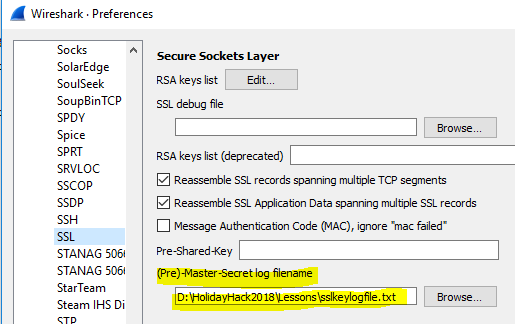 Wireshark · Preferences
Socks
SolarEdge
SoulSeek
SoupBinTCP
SPDY
Spice
SPRT
SRVLOC
SSCOP
SSDP
SSH
SSL
STANAG 506
STANAG 506
StarTeam
Steam IHS Di
STP
Secure Sockets Layer
RSA keys list Edit...
SSL debug file
Browse...
RSA keys list (deprecated)
Reassemble SSL records spanning multiple TCP segments
Reassemble SSL Application Data spanning multiple SSL records
Message Authentication Code (MAC), ignore "mac failed"
Pre-Shared-Key
(Pre)-Master-Secret log filename
D:\HolidayHack2018\Lessons\sslkeylogfile.txt Browse...